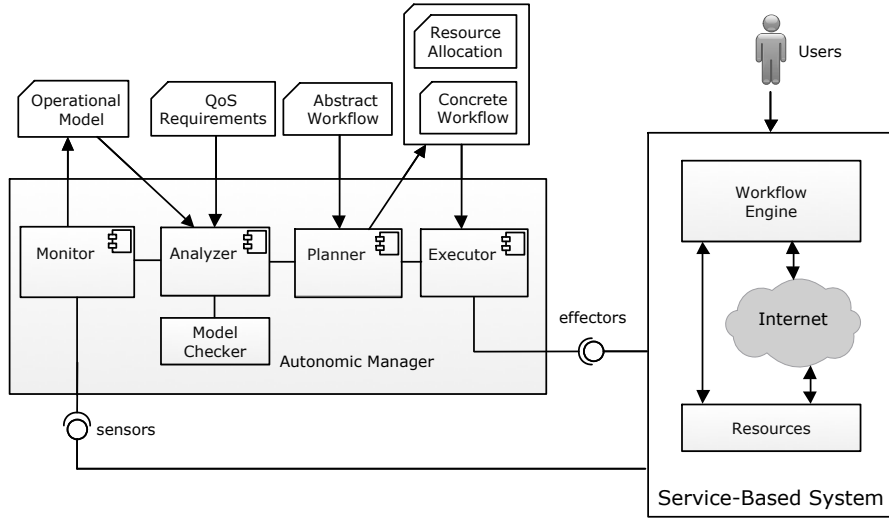 Resource
Allocation
Users
Operational
Model
QoS
Requirements
Abstract
Workflow
Concrete
Workflow
Workflow
Engine
Monitor
Analyzer
Planner
Executor
effectors
Internet
Model
Checker
Autonomic Manager
sensors
Resources
Service-Based System